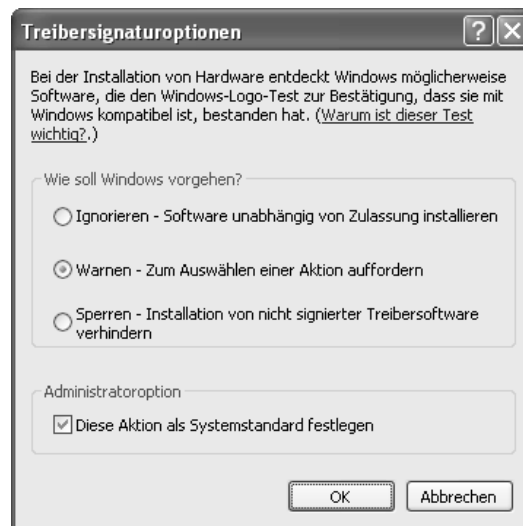 Treibersignaturoptionen
Bei der Installation von Hardware entdeckt Windows möglicherweise
Software, die den Windows-Logo-Test zur Bestätigung, dass sie mit
Windows kompatibel ist, bestanden hat. (Warum ist dieser Test
wichtig?.)
Wie soll Windows vorgehen?
Ignorieren - Software unabhängig von Zulassung installieren
Warnen - Zum Auswählen einer Aktion auffordern
Sperren - Installation von nicht signierter Treibersoftware
verhindern
Administratoroption
Diese Aktion als Systemstandard festlegen
OK Abbrechen